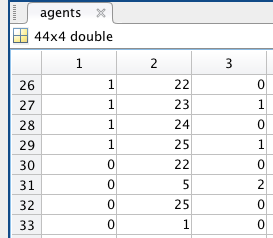 agents
44x4 double
1 2 3
26 1 22 0
27 1 23 1
28 1 24 0
29 1 25 1
30 0 22 0
31 0 5 2
32 0 25 0
33 0 1 0